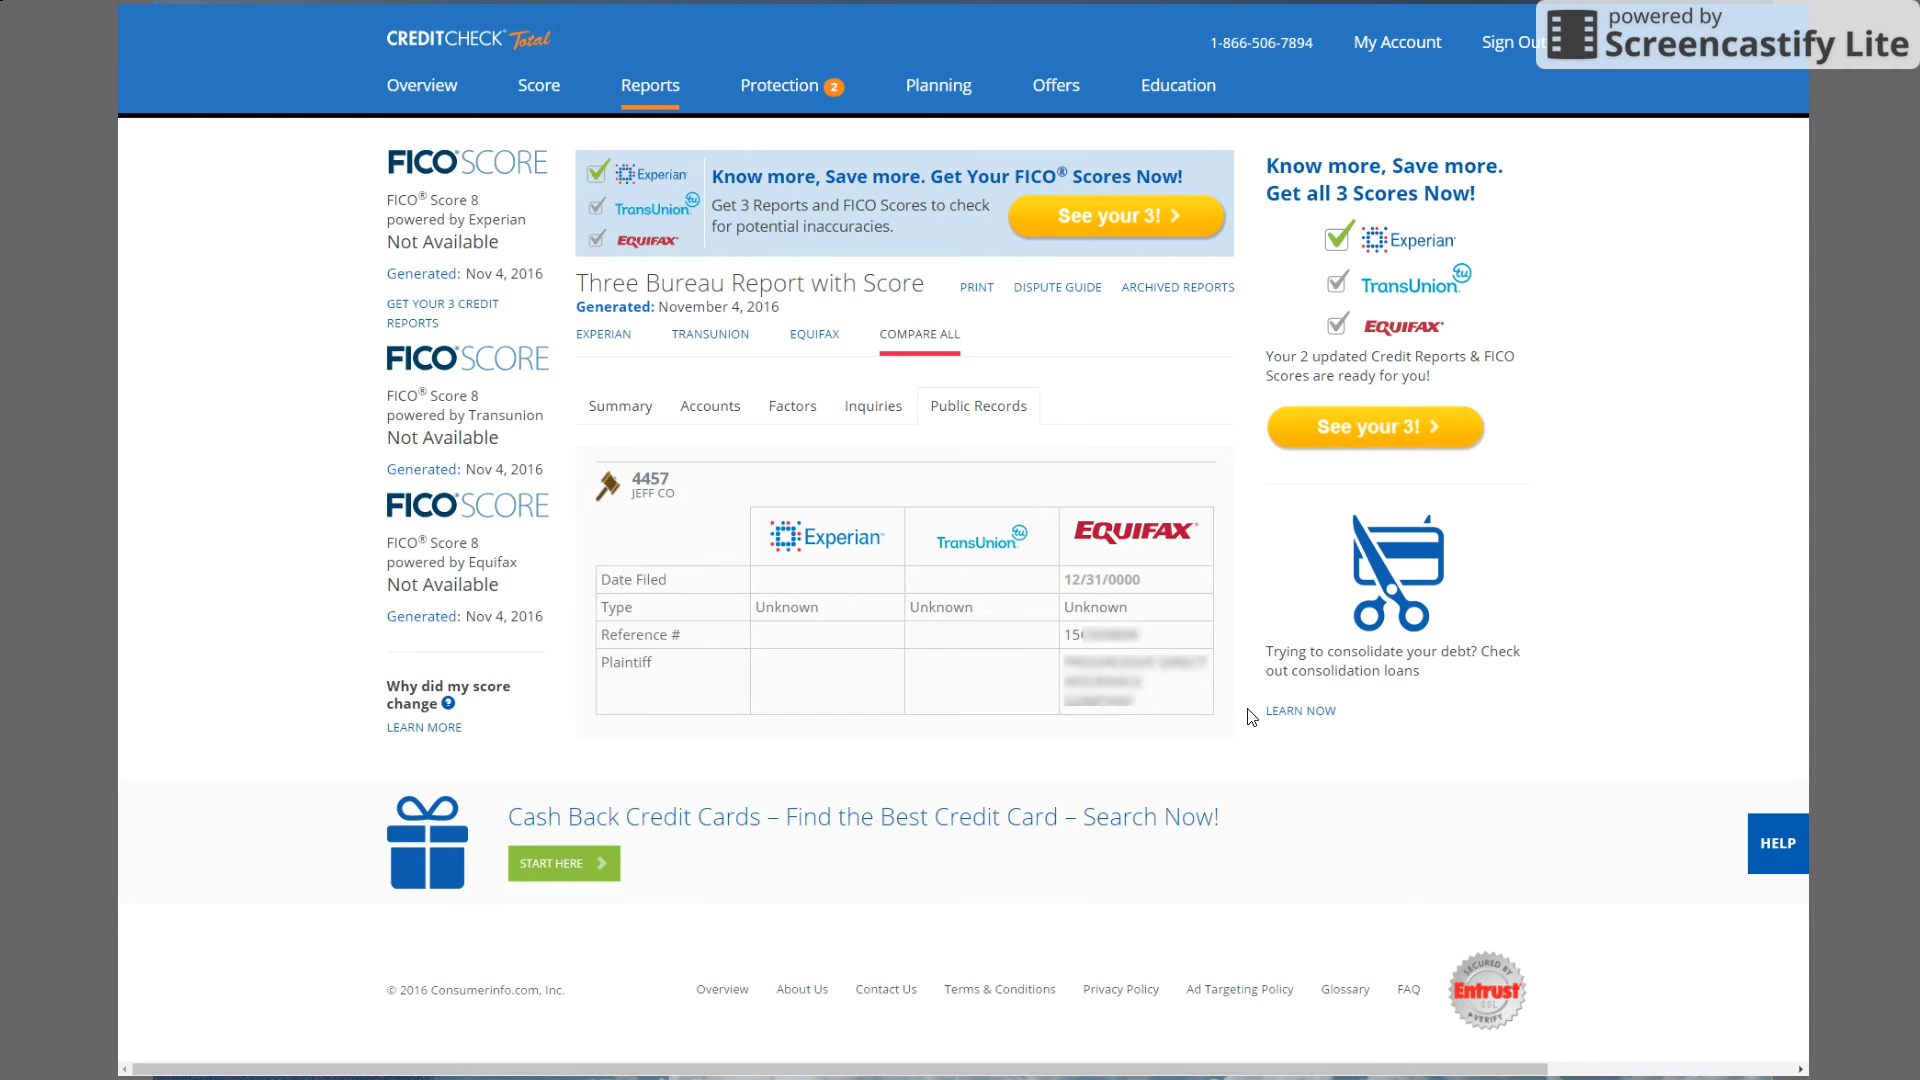 powered by
Screencastify Lite
CREDITCHECK® Total
1-866-506-7894 My Account Sign Out
Overview Score Reports Protection 2 Planning Offers Education
FICO® SCORE
FICO® Score 8
powered by Experian
Not Available
Generated: Nov 4, 2016
GET YOUR 3 CREDIT
REPORTS
FICO® SCORE
FICO® Score 8
powered by Transunion
Not Available
Generated: Nov 4, 2016
FICO® SCORE
FICO® Score 8
powered by Equifax
Not Available
Generated: Nov 4, 2016
Why did my score
change ?
LEARN MORE
Experian
TransUnion tu
EQUIFAX
Know more, Save more. Get Your FICO® Scores Now!
Get 3 Reports and FICO Scores to check
for potential inaccuracies.
See your 3! >
Three Bureau Report with Score
PRINT DISPUTE GUIDE ARCHIVED REPORTS
Generated: November 4, 2016
EXPERIAN TRANSUNION EQUIFAX COMPARE ALL
Summary Accounts Factors Inquiries Public Records
4457
JEFF CO
Experian TransUnion tu EQUIFAX
Date Filed 12/31/0000
Type Unknown Unknown Unknown
Reference # 15
Plaintiff
Know more, Save more.
Get all 3 Scores Now!
Experian
TransUnion tu
EQUIFAX
Your 2 updated Credit Reports & FICO
Scores are ready for you!
See your 3! >
Trying to consolidate your debt? Check
out consolidation loans
LEARN NOW
Cash Back Credit Cards – Find the Best Credit Card – Search Now!
START HERE >
HELP
© 2016 Consumerinfo.com, Inc.
Overview About Us Contact Us Terms & Conditions Privacy Policy Ad Targeting Policy Glossary FAQ
SECURED BY
Entrust
SSL
VERIFY